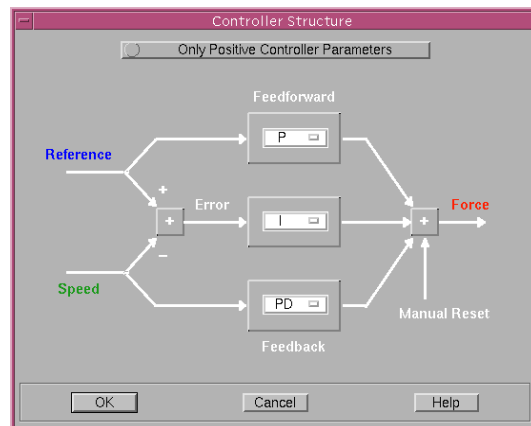 Controller Structure
Only Positive Controller Parameters
Feedforward
P
Reference
+
Error
+
I
+
Force
−
Speed
PD
Manual Reset
Feedback
OK
Cancel
Help